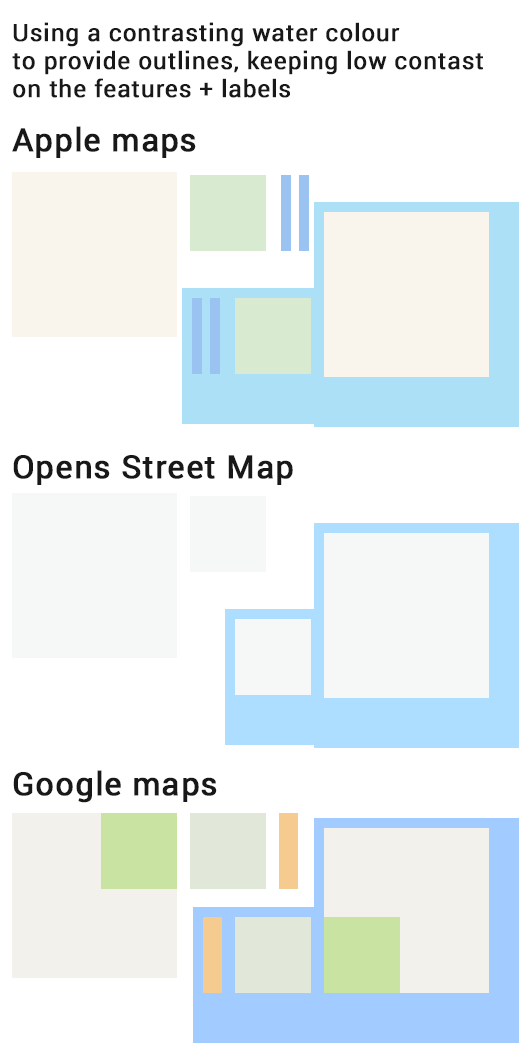 Using a contrasting water colour
to provide outlines, keeping low contast
on the features + labels
Apple maps
Opens Street Map
Google maps